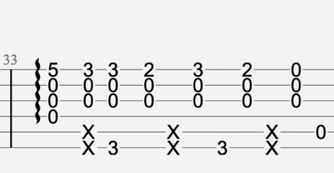 33
5 3 3 2 3 2 0
0 0 0 0 0 0 0
0 0 0 0 0 0 0
0
X X X 0
X 3 X 3 X